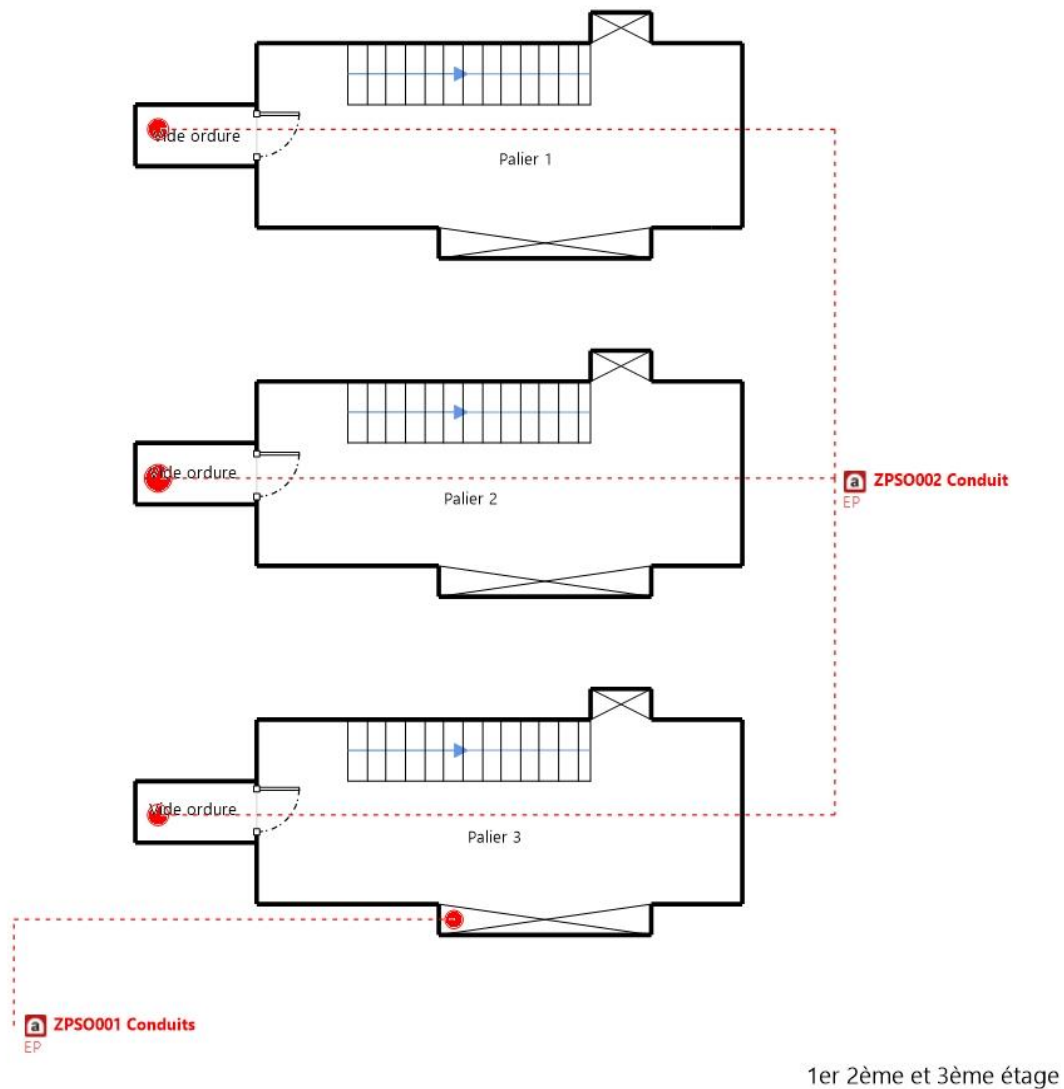 Vide ordure
Palier 1
Vide ordure
Palier 2
a ZPSO002 Conduit
EP
Vide ordure
Palier 3
a ZPSO001 Conduits
EP
1er 2ème et 3ème étage